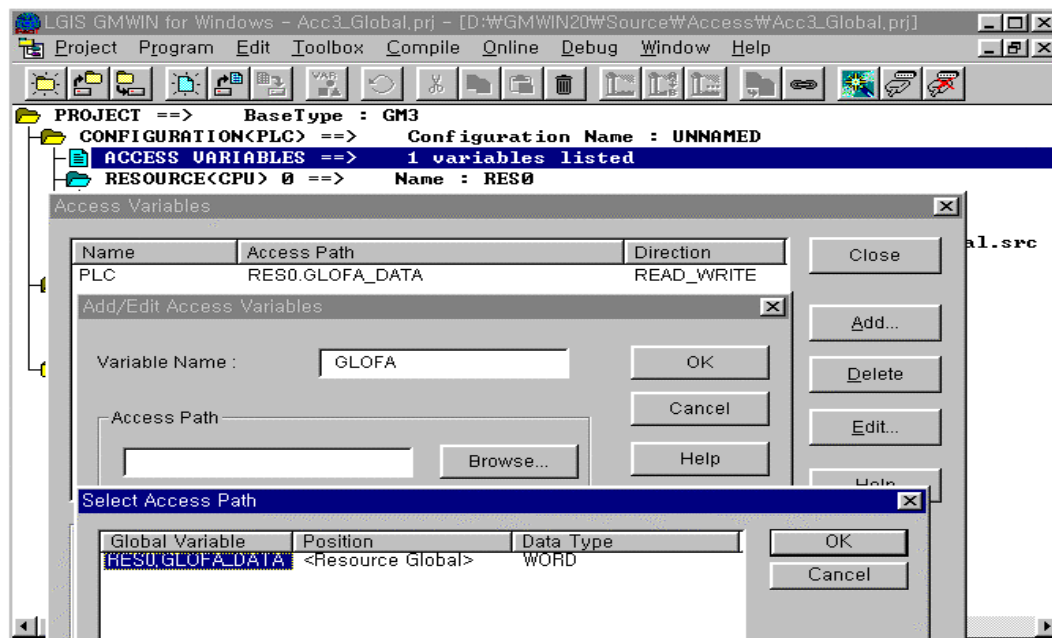 LGIS GMWIN for Windows - Acc3_Global.prj - [D:₩GMWIN20₩Source₩Access₩Acc3_Global.prj]
Project Program Edit Toolbox Compile Online Debug Window Help
VAR
PROJECT ==> BaseType : GM3
CONFIGURATION(PLC) ==> Configuration Name : UNNAMED
ACCESS VARIABLES ==> 1 variables listed
RESOURCE(CPU) 0 ==> Name : RES0
Access Variables
al.src
Name Access Path Direction
Close
PLC RES0.GLOFA_DATA READ_WRITE
Add/Edit Access Variables
Add...
Variable Name : GLOFA OK
Delete
Access Path Cancel
Edit...
Browse... Help
Help
Select Access Path
Global Variable Position Data Type OK
RES0.GLOFA_DATA <Resource Global> WORD
Cancel